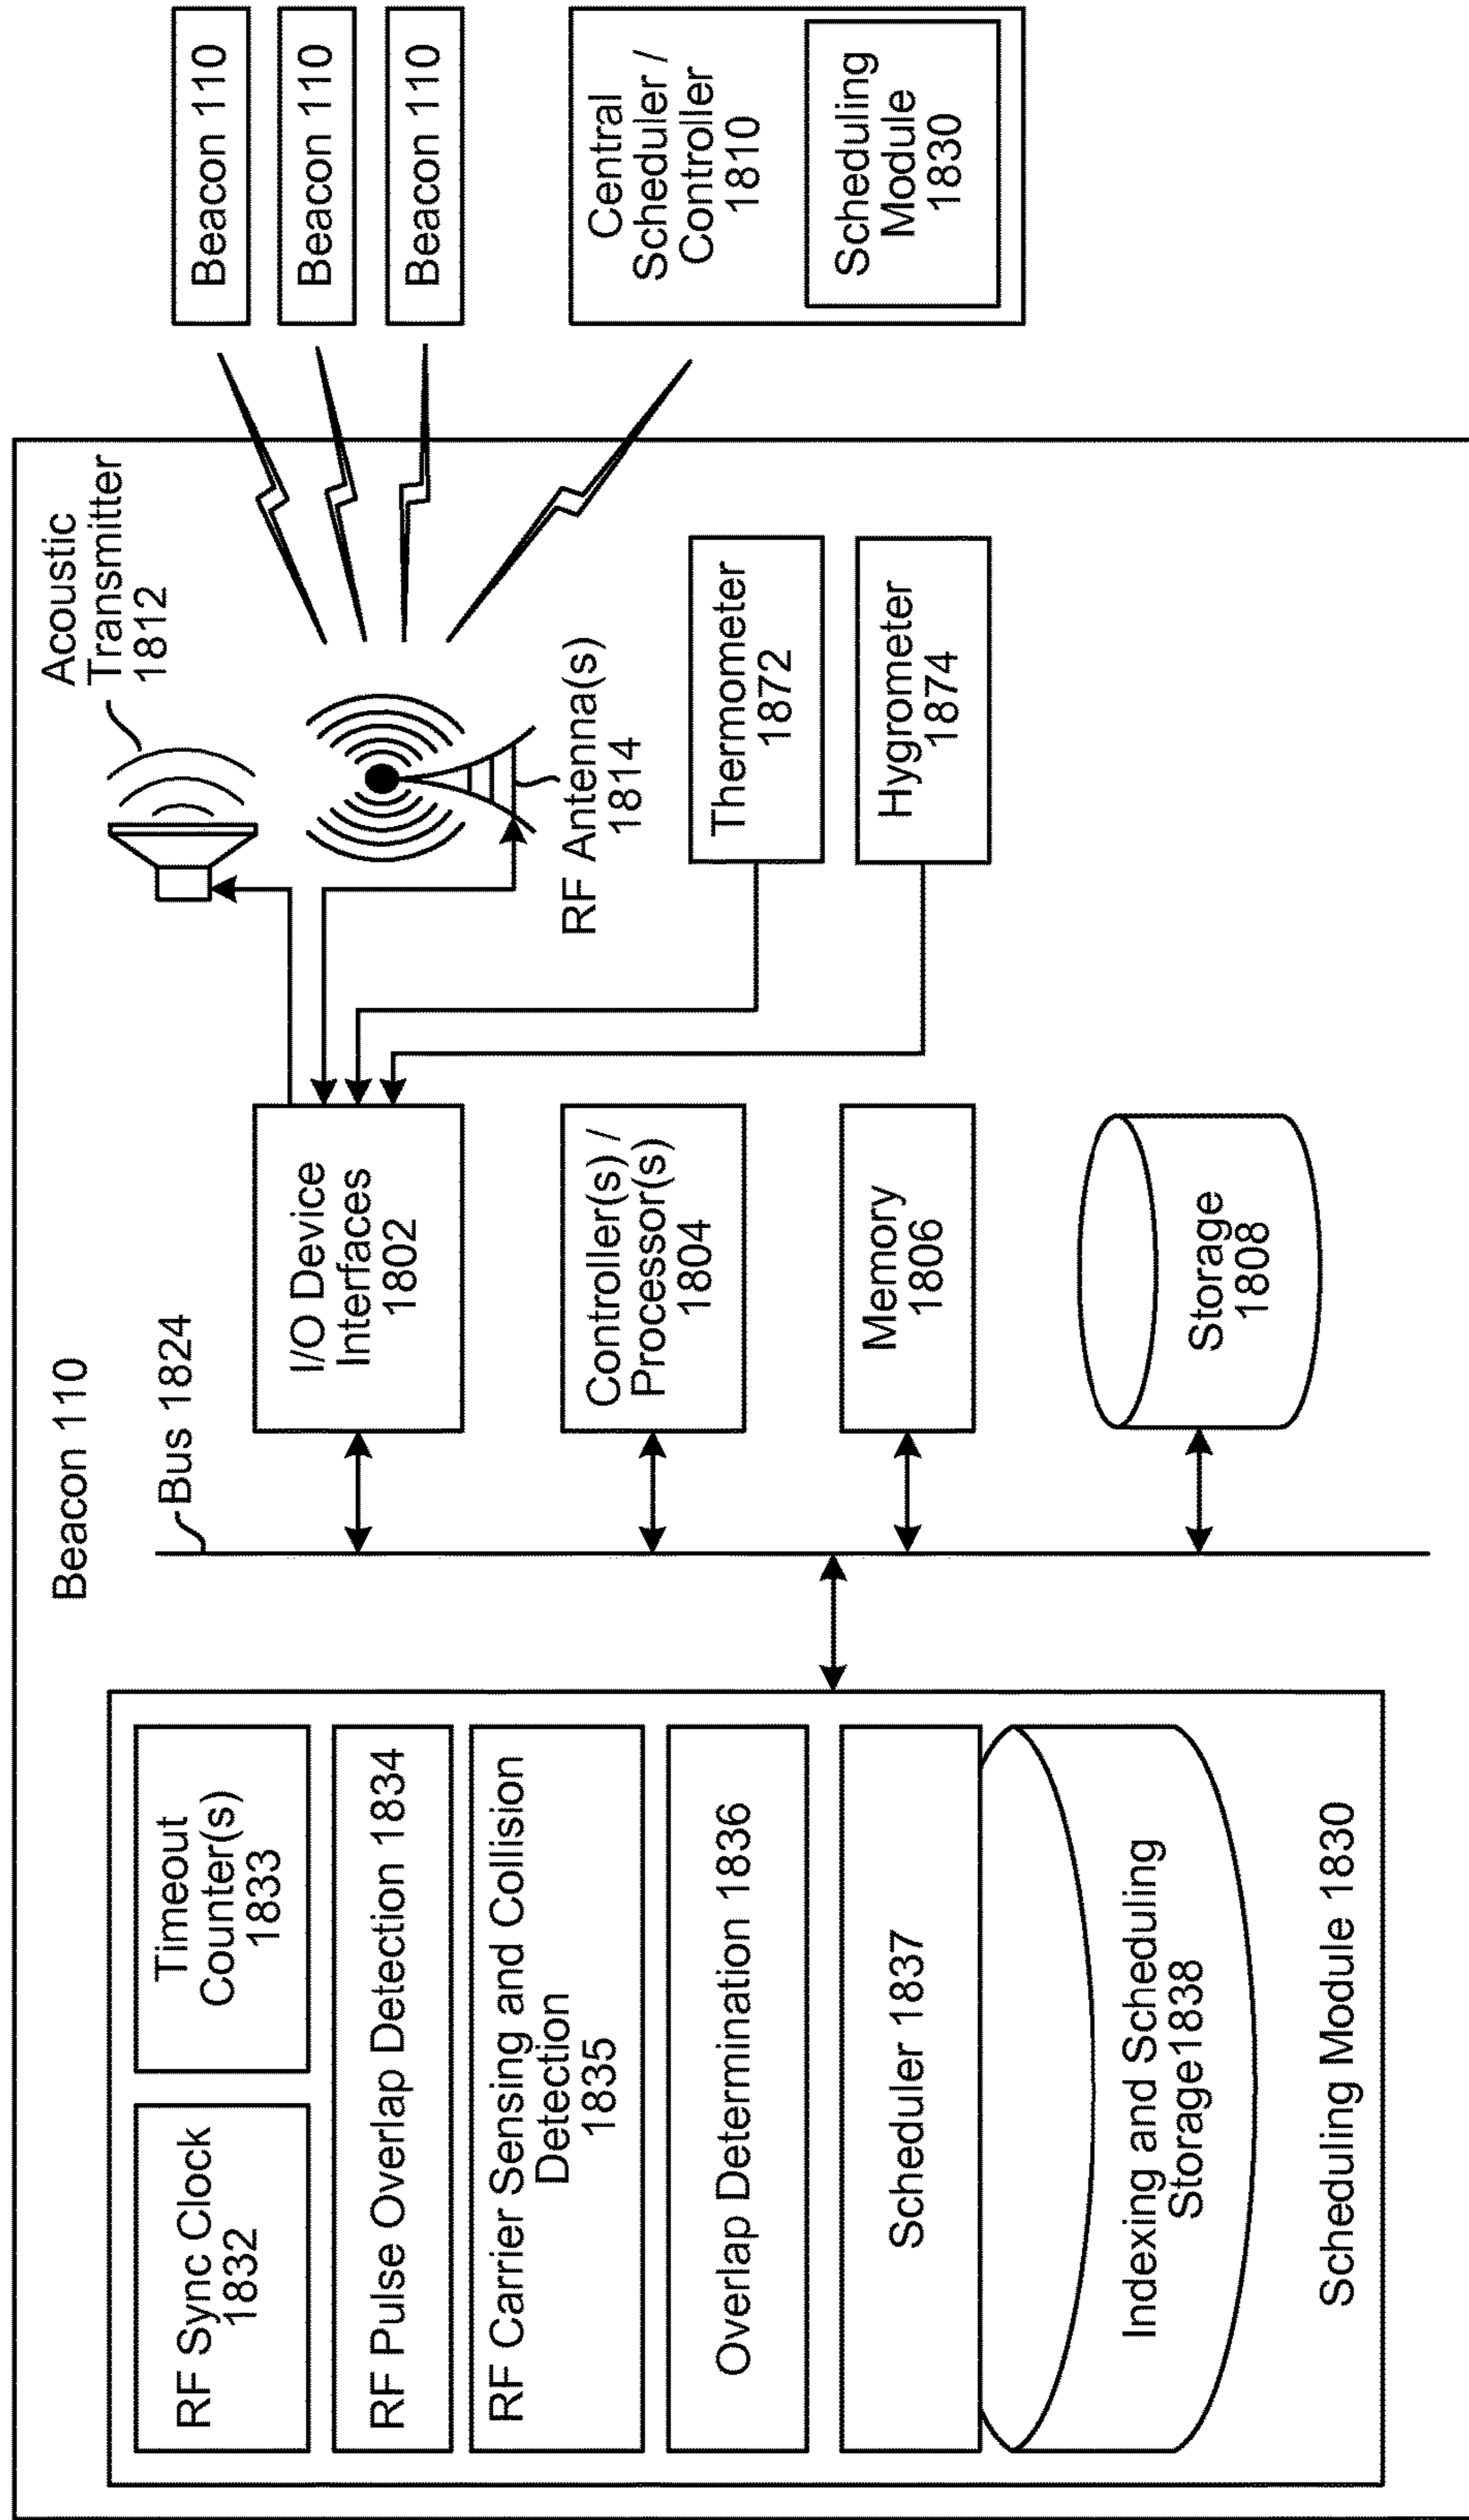 Beacon 110
RF Sync Clock
1832
Timeout
Counter(s)
1833
RF Pulse Overlap Detection 1834
RF Carrier Sensing and Collision
Detection
1835
Overlap Determination 1836
Scheduler 1837
Indexing and Scheduling
Storage1838
Scheduling Module 1830
Bus 1824
I/O Device
Interfaces
1802
Controller(s) /
Processor(s)
1804
Memory
1806
Storage
1808
Acoustic
Transmitter
1812
RF Antenna(s)
1814
Thermometer
1872
Hygrometer
1874
Beacon 110
Beacon 110
Beacon 110
Central
Scheduler /
Controller
1810
Scheduling
Module
1830